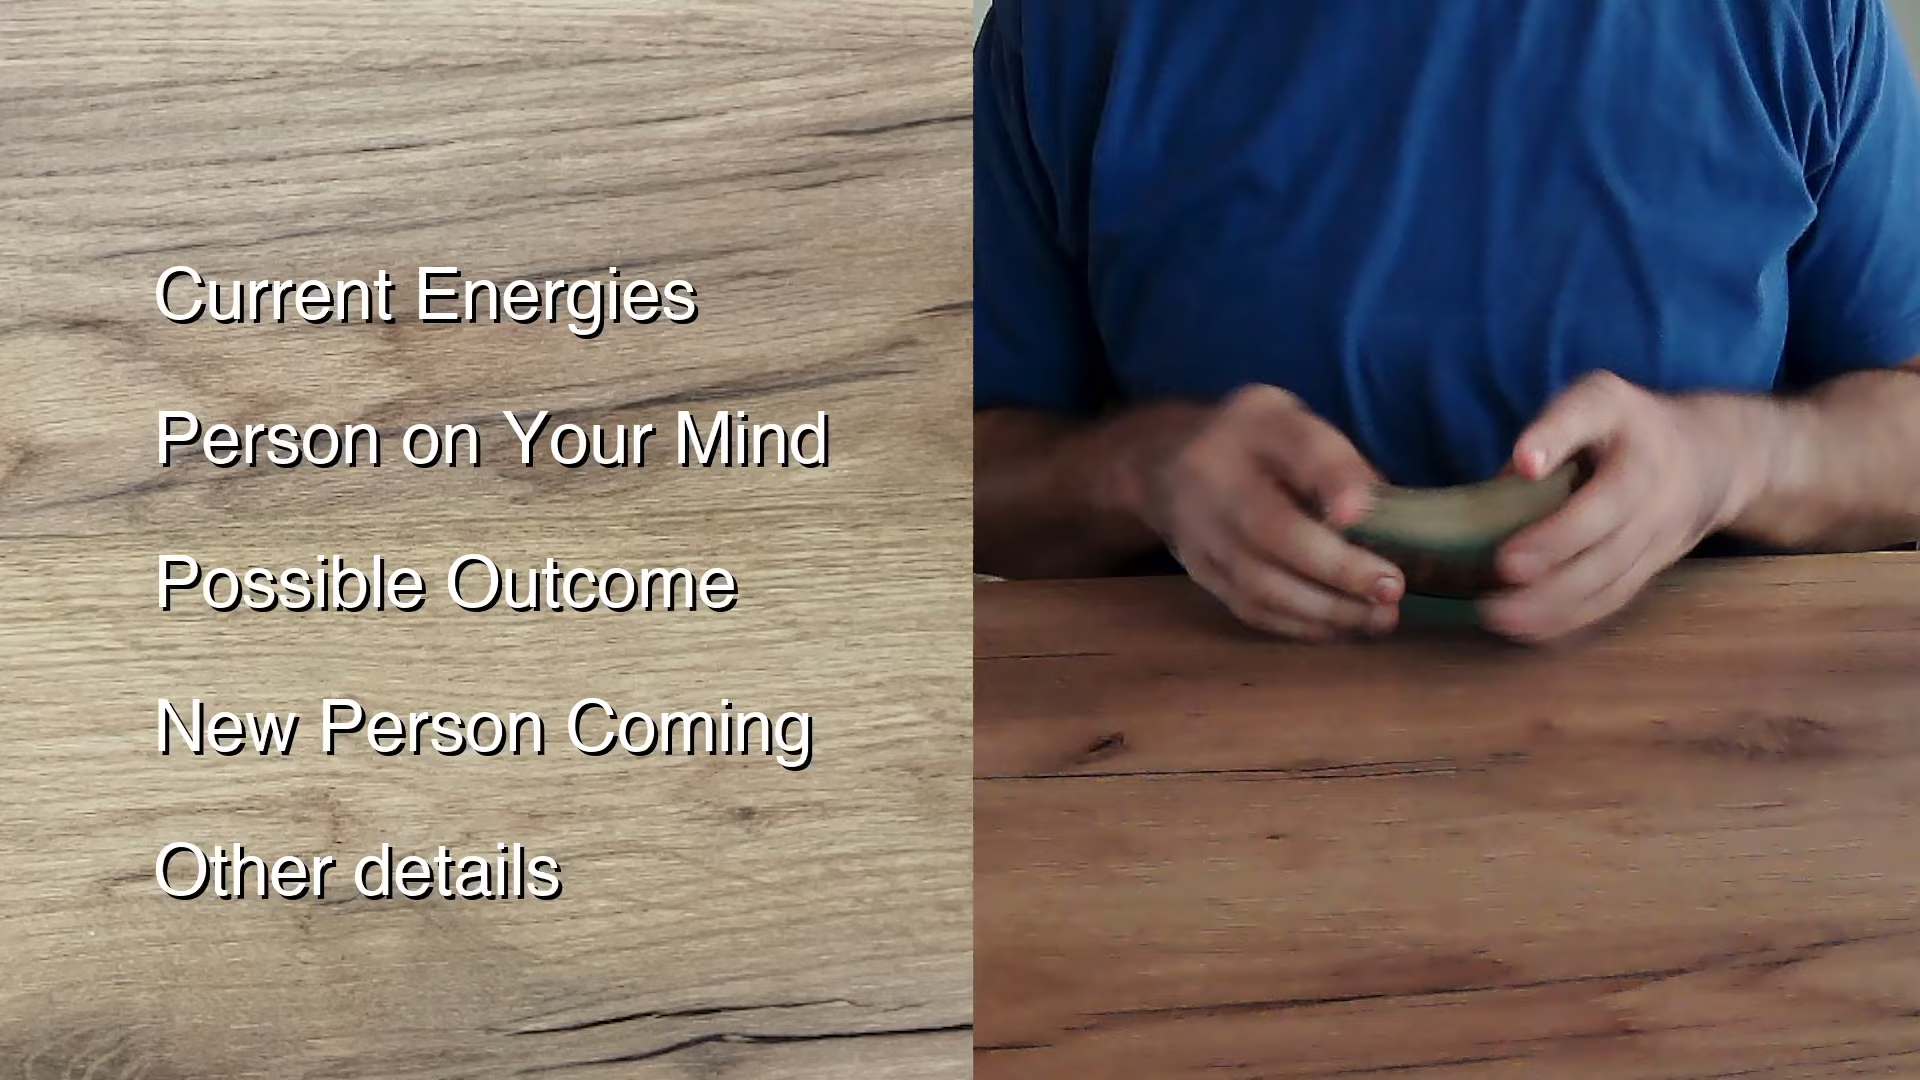 Current Energies
Person on Your Mind
Possible Outcome
New Person Coming
Other details